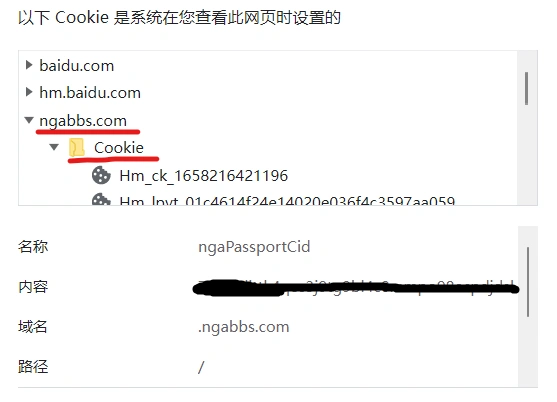 以下 Cookie 是系统在您查看此网页时设置的
baidu.com
hm.baidu.com
ngabbs.com
Cookie
Hm_ck_1658216421196
Hm_lpvt_01c4614f24e14020e036f4c3597aa059
名称 ngaPassportCid
内容
域名 .ngabbs.com
路径 /